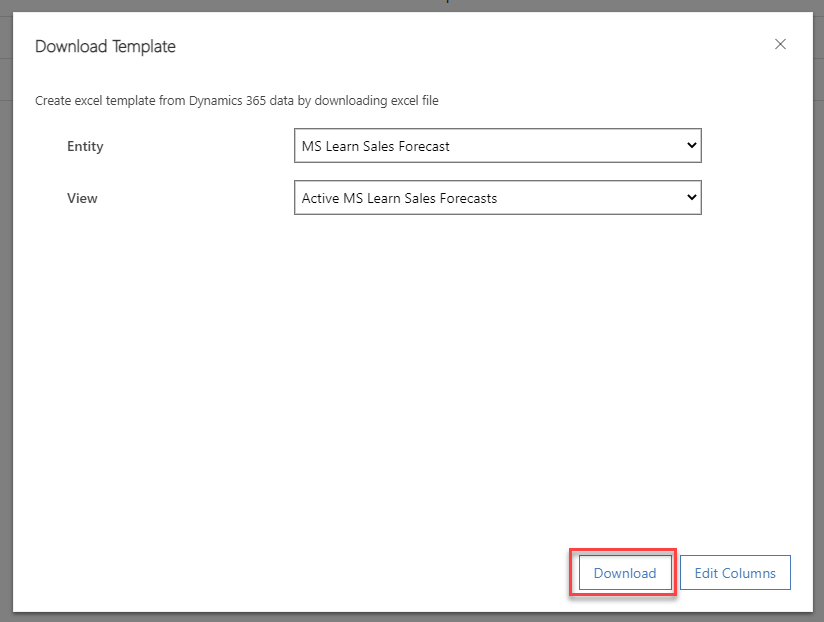 Download Template
Create excel template from Dynamics 365 data by downloading excel file
Entity
MS Learn Sales Forecast
View
Active MS Learn Sales Forecasts
Download
Edit Columns